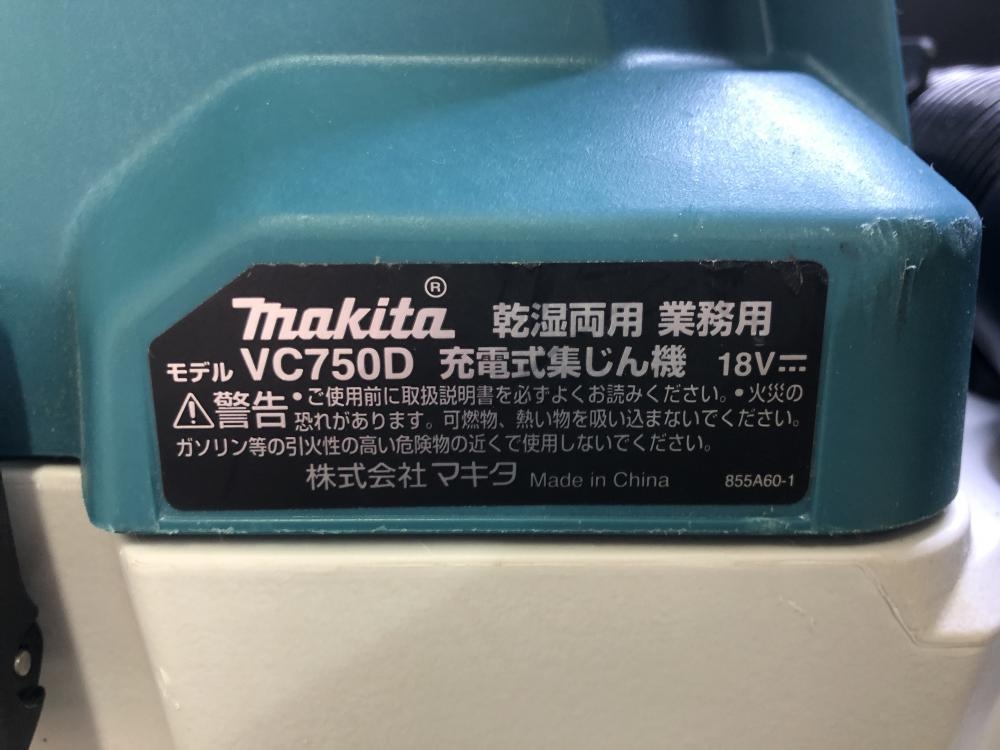 makita® 乾湿両用 業務用
モデル VC750D 充電式集じん機 18V⎓
⚠警告 •ご使用前に取扱説明書を必ずよくお読みください。•火災の
恐れがあります。可燃物、熱い物を吸い込まないでください。
ガソリン等の引火性の高い危険物の近くで使用しないでください。
株式会社 マキタ Made in China 855A60-1